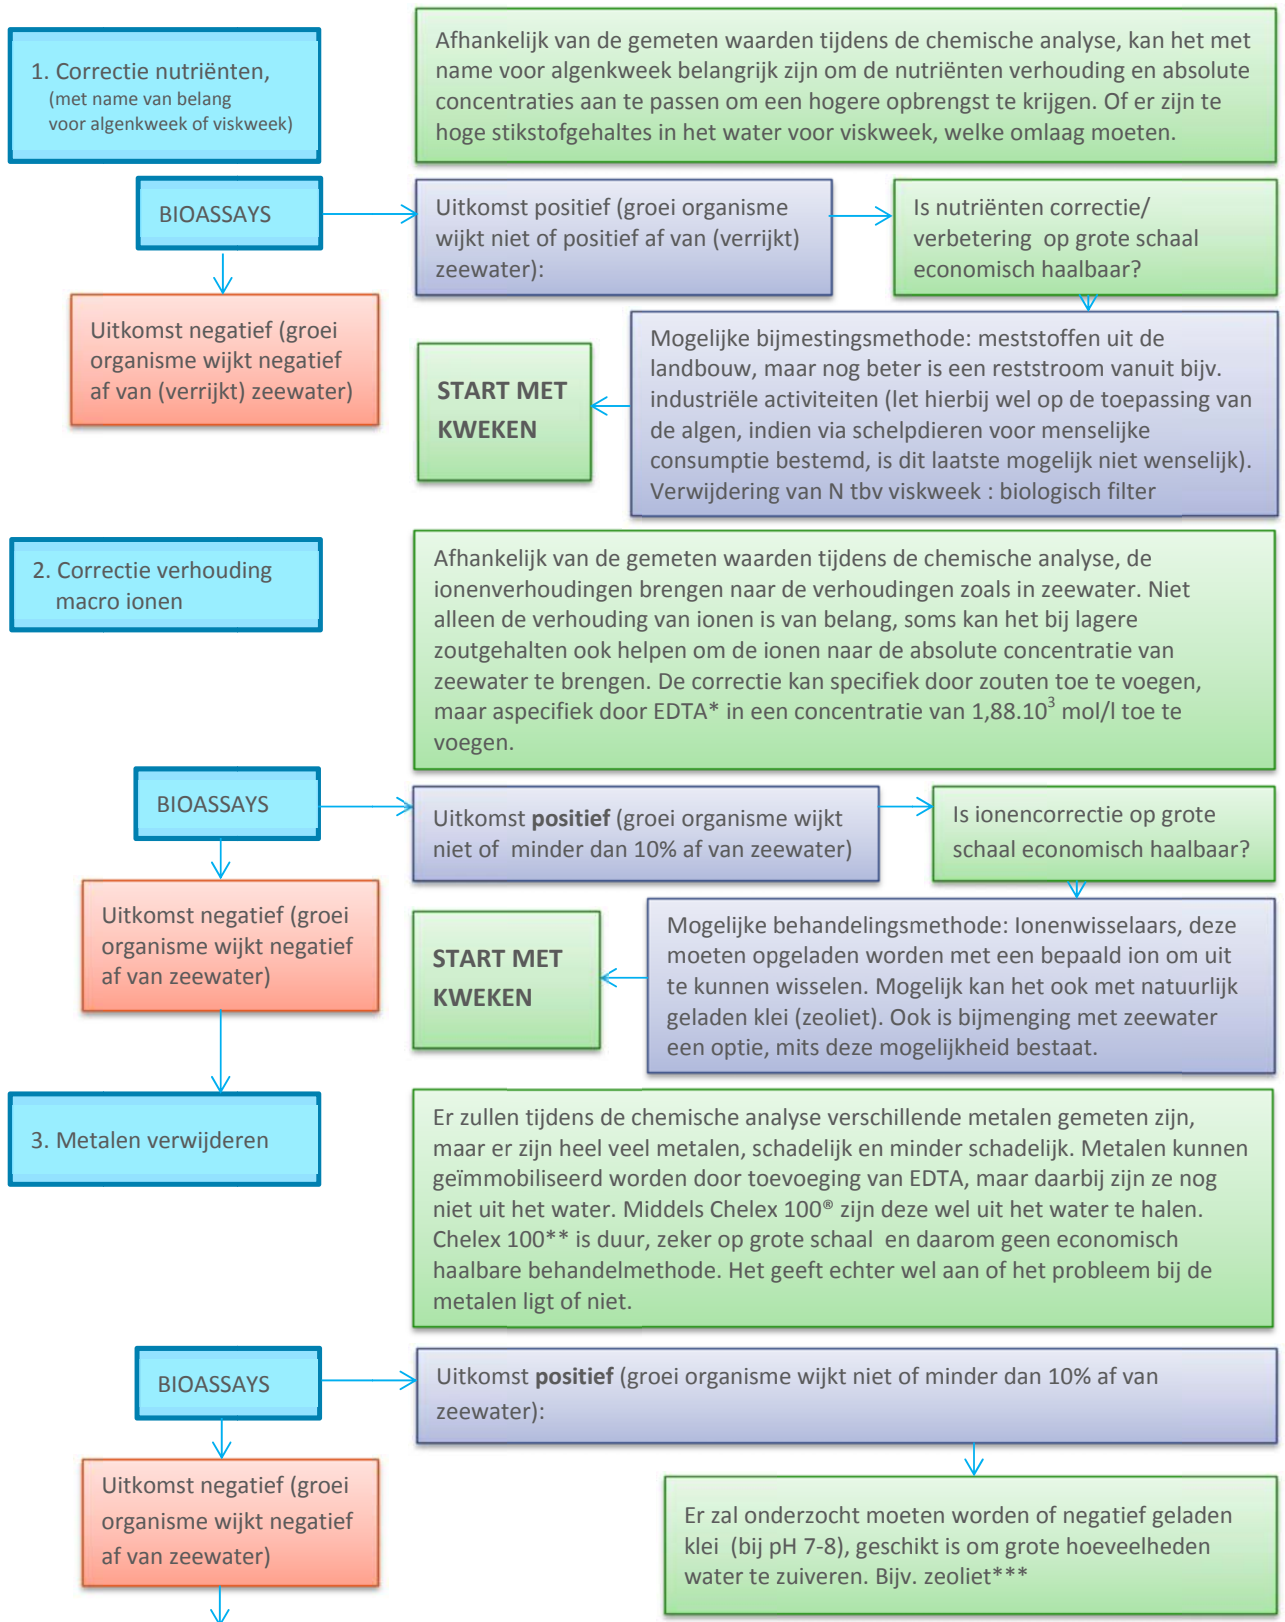 1. Correctie nutriënten,
(met name van belang
voor algenkweek of viskweek)
Afhankelijk van de gemeten waarden tijdens de chemische analyse, kan het met
name voor algenkweek belangrijk zijn om de nutriënten verhouding en absolute
concentraties aan te passen om een hogere opbrengst te krijgen. Of er zijn te
hoge stikstofgehaltes in het water voor viskweek, welke omlaag moeten.
BIOASSAYS
Uitkomst positief (groei organisme
wijkt niet of positief af van (verrijkt)
zeewater):
Is nutriënten correctie/
verbetering op grote schaal
economisch haalbaar?
Uitkomst negatief (groei
organisme wijkt negatief
af van (verrijkt) zeewater)
START MET
KWEKEN
Mogelijke bijmestingsmethode: meststoffen uit de
landbouw, maar nog beter is een reststroom vanuit bijv.
industriële activiteiten (let hierbij wel op de toepassing van
de algen, indien via schelpdieren voor menselijke
consumptie bestemd, is dit laatste mogelijk niet wenselijk).
Verwijdering van N tbv viskweek : biologisch filter
2. Correctie verhouding
macro ionen
Afhankelijk van de gemeten waarden tijdens de chemische analyse, de
ionenverhoudingen brengen naar de verhoudingen zoals in zeewater. Niet
alleen de verhouding van ionen is van belang, soms kan het bij lagere
zoutgehalten ook helpen om de ionen naar de absolute concentratie van
zeewater te brengen. De correctie kan specifiek door zouten toe te voegen,
maar aspecifiek door EDTA* in een concentratie van 1,88.10³ mol/l toe te
voegen.
BIOASSAYS
Uitkomst positief (groei organisme wijkt
niet of minder dan 10% af van zeewater)
Is ionencorrectie op grote
schaal economisch haalbaar?
Uitkomst negatief (groei
organisme wijkt negatief
af van zeewater)
START MET
KWEKEN
Mogelijke behandelingsmethode: Ionenwisselaars, deze
moeten opgeladen worden met een bepaald ion om uit
te kunnen wisselen. Mogelijk kan het ook met natuurlijk
geladen klei (zeoliet). Ook is bijmenging met zeewater
een optie, mits deze mogelijkheid bestaat.
3. Metalen verwijderen
Er zullen tijdens de chemische analyse verschillende metalen gemeten zijn,
maar er zijn heel veel metalen, schadelijk en minder schadelijk. Metalen kunnen
geïmmobiliseerd worden door toevoeging van EDTA, maar daarbij zijn ze nog
niet uit het water. Middels Chelex 100® zijn deze wel uit het water te halen.
Chelex 100** is duur, zeker op grote schaal en daarom geen economisch
haalbare behandelmethode. Het geeft echter wel aan of het probleem bij de
metalen ligt of niet.
BIOASSAYS
Uitkomst positief (groei organisme wijkt niet of minder dan 10% af van
zeewater):
Uitkomst negatief (groei
organisme wijkt negatief
af van zeewater)
Er zal onderzocht moeten worden of negatief geladen
klei (bij pH 7-8), geschikt is om grote hoeveelheden
water te zuiveren. Bijv. zeoliet***